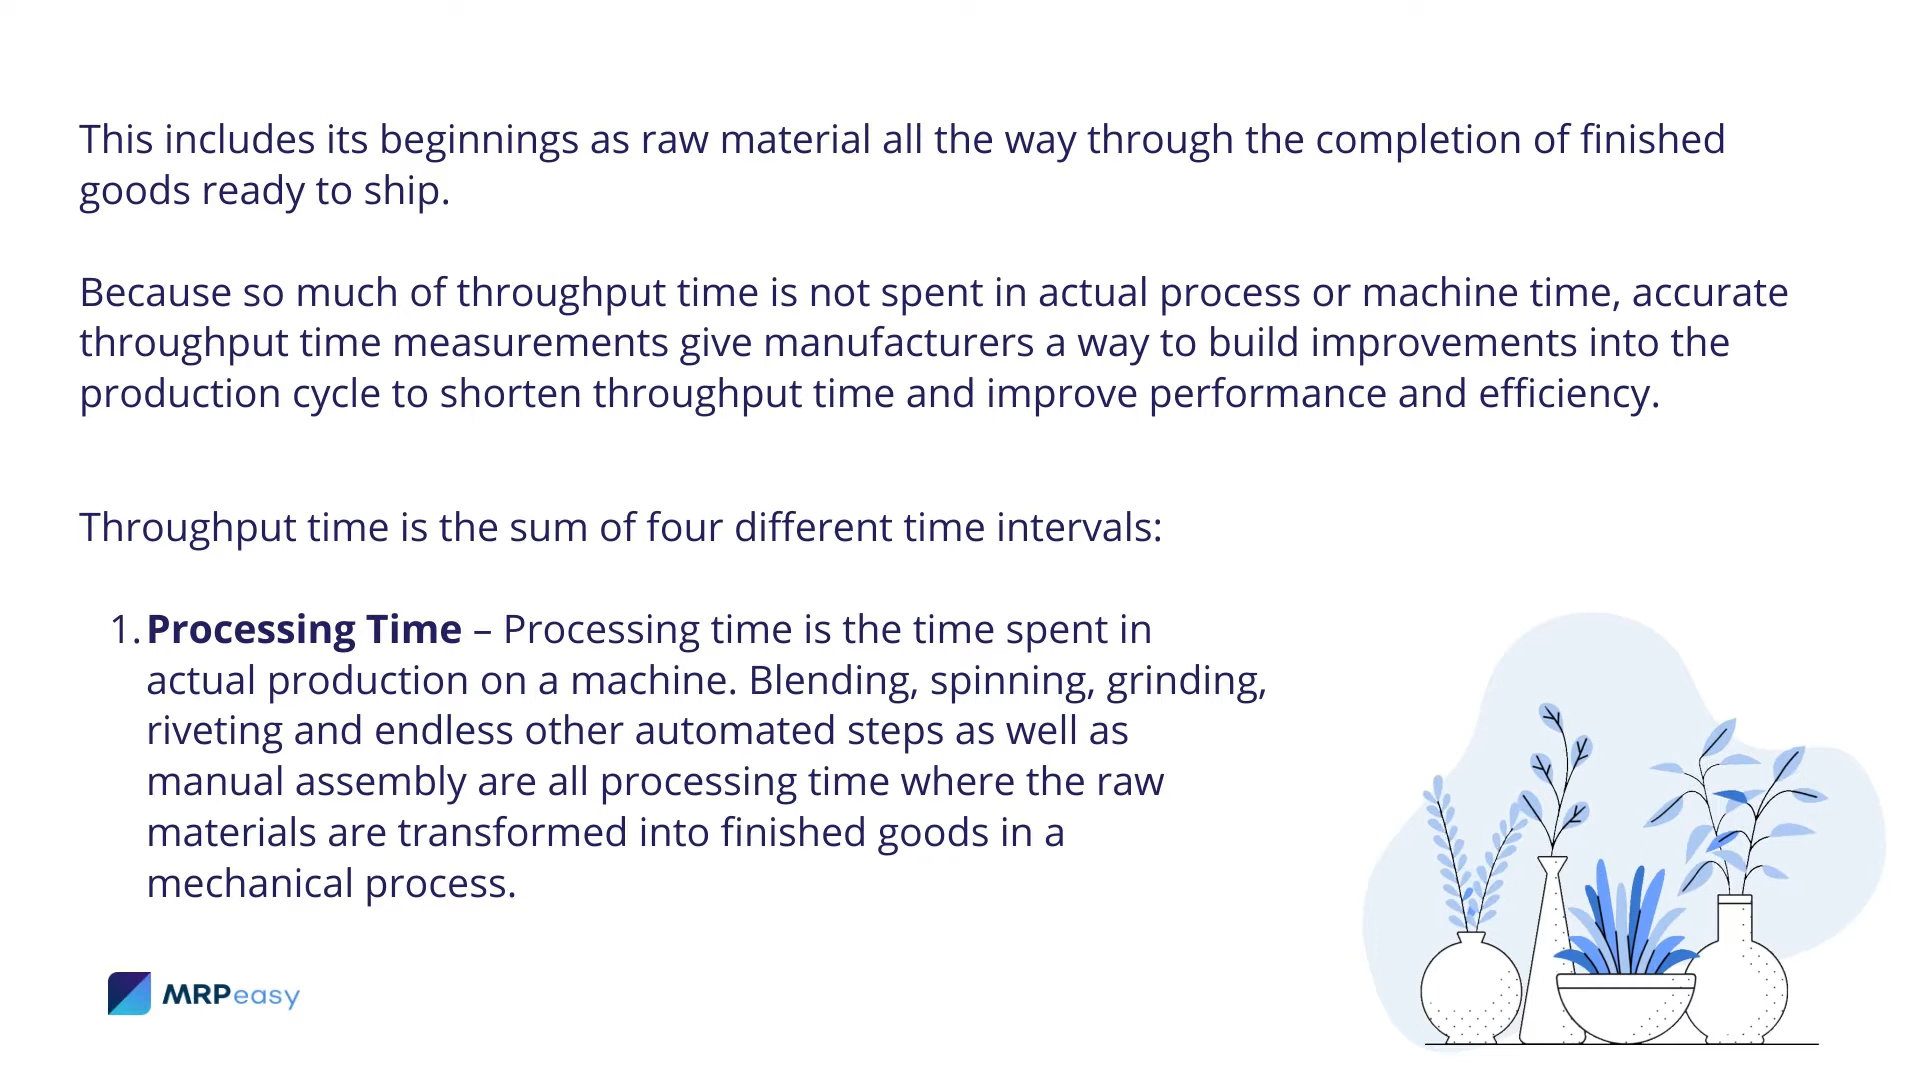 This includes its beginnings as raw material all the way through the completion of finished
goods ready to ship.
Because so much of throughput time is not spent in actual process or machine time, accurate
throughput time measurements give manufacturers a way to build improvements into the
production cycle to shorten throughput time and improve performance and efficiency.
Throughput time is the sum of four different time intervals:
1. Processing Time – Processing time is the time spent in
actual production on a machine. Blending, spinning, grinding,
riveting and endless other automated steps as well as
manual assembly are all processing time where the raw
materials are transformed into finished goods in a
mechanical process.
MRPeasy